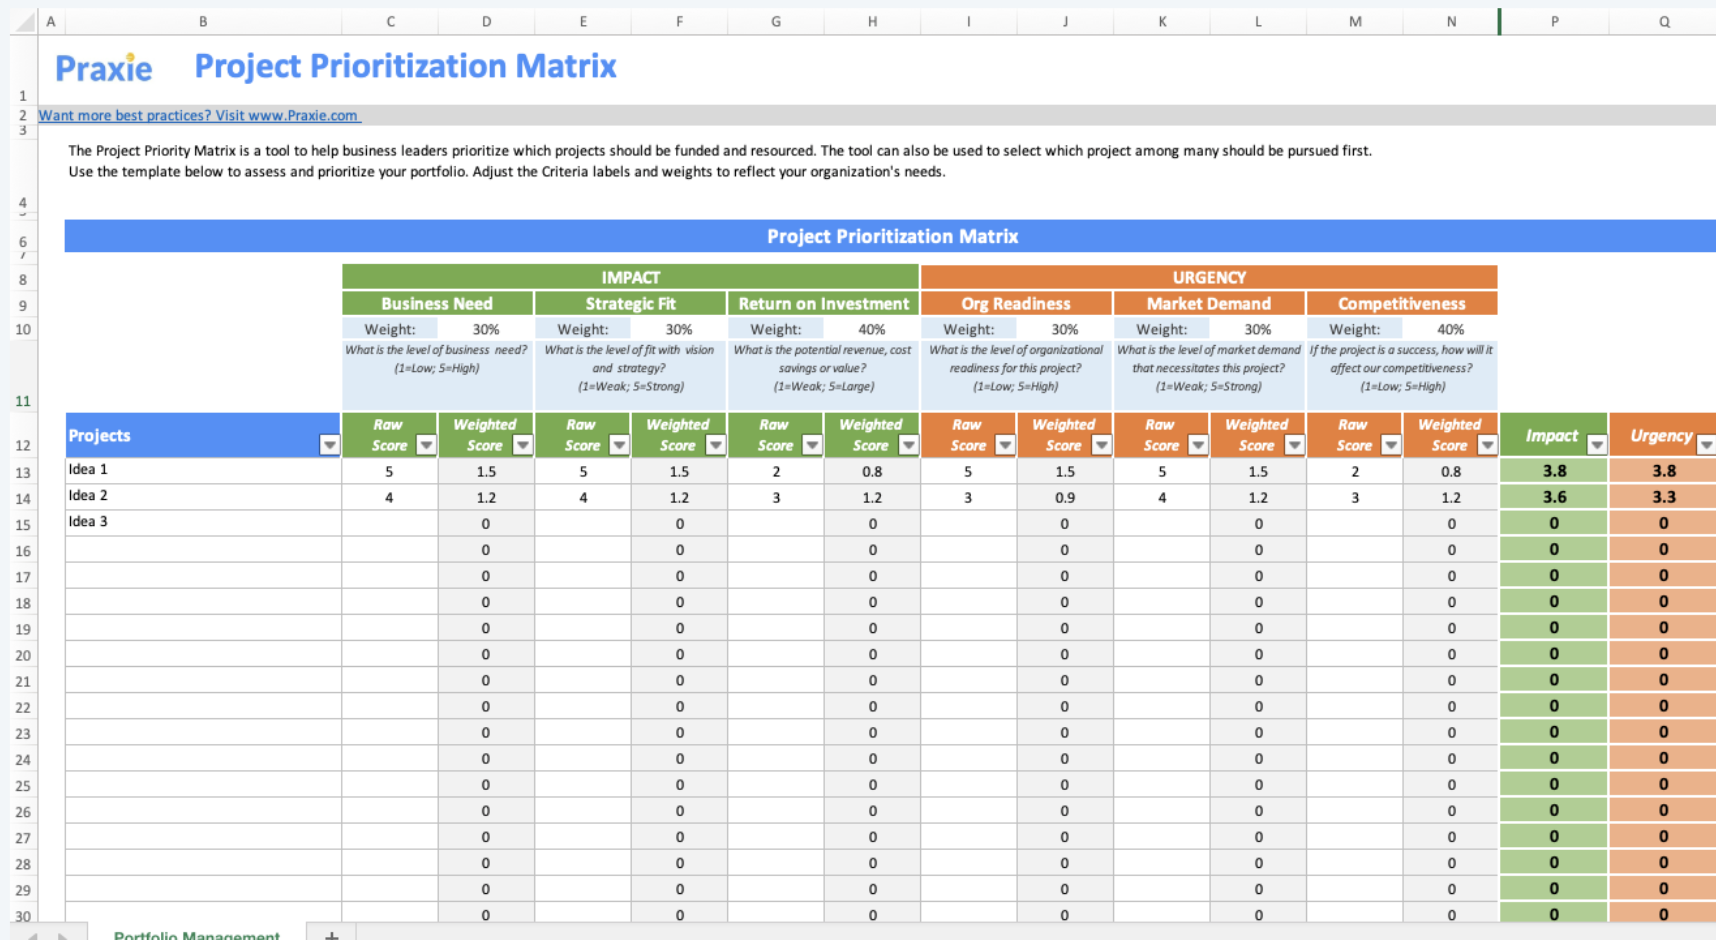 A B C D E F G H I J K L M N P Q
Praxie Project Prioritization Matrix
1
2 Want more best practices? Visit www.Praxie.com
3
The Project Priority Matrix is a tool to help business leaders prioritize which projects should be funded and resourced. The tool can also be used to select which project among many should be pursued first.
Use the template below to assess and prioritize your portfolio. Adjust the Criteria labels and weights to reflect your organization's needs.
4
6 Project Prioritization Matrix
8 IMPACT URGENCY
9 Business Need Strategic Fit Return on Investment Org Readiness Market Demand Competitiveness
10 Weight: 30% Weight: 30% Weight: 40% Weight: 30% Weight: 30% Weight: 40%
What is the level of business need? What is the level of fit with vision What is the potential revenue, cost What is the level of organizational What is the level of market demand If the project is a success, how will it
(1=Low; 5=High) and strategy? savings or value? readiness for this project? that necessitates this project? affect our competitiveness?
(1=Weak; 5=Strong) (1=Weak; 5=Large) (1=Low; 5=High) (1=Weak; 5=Strong) (1=Low; 5=High)
11
Raw Weighted Raw Weighted Raw Weighted Raw Weighted Raw Weighted Raw Weighted
12 Projects Score Score Score Score Score Score Score Score Score Score Score Score Impact Urgency
13 Idea 1 5 1.5 5 1.5 2 0.8 5 1.5 5 1.5 2 0.8 3.8 3.8
14 Idea 2 4 1.2 4 1.2 3 1.2 3 0.9 4 1.2 3 1.2 3.6 3.3
15 Idea 3 0 0 0 0 0 0 0 0
16 0 0 0 0 0 0 0 0
17 0 0 0 0 0 0 0 0
18 0 0 0 0 0 0 0 0
19 0 0 0 0 0 0 0 0
20 0 0 0 0 0 0 0 0
21 0 0 0 0 0 0 0 0
22 0 0 0 0 0 0 0 0
23 0 0 0 0 0 0 0 0
24 0 0 0 0 0 0 0 0
25 0 0 0 0 0 0 0 0
26 0 0 0 0 0 0 0 0
27 0 0 0 0 0 0 0 0
28 0 0 0 0 0 0 0 0
29 0 0 0 0 0 0 0 0
30 0 0 0 0 0 0 0 0
Portfolio Management +